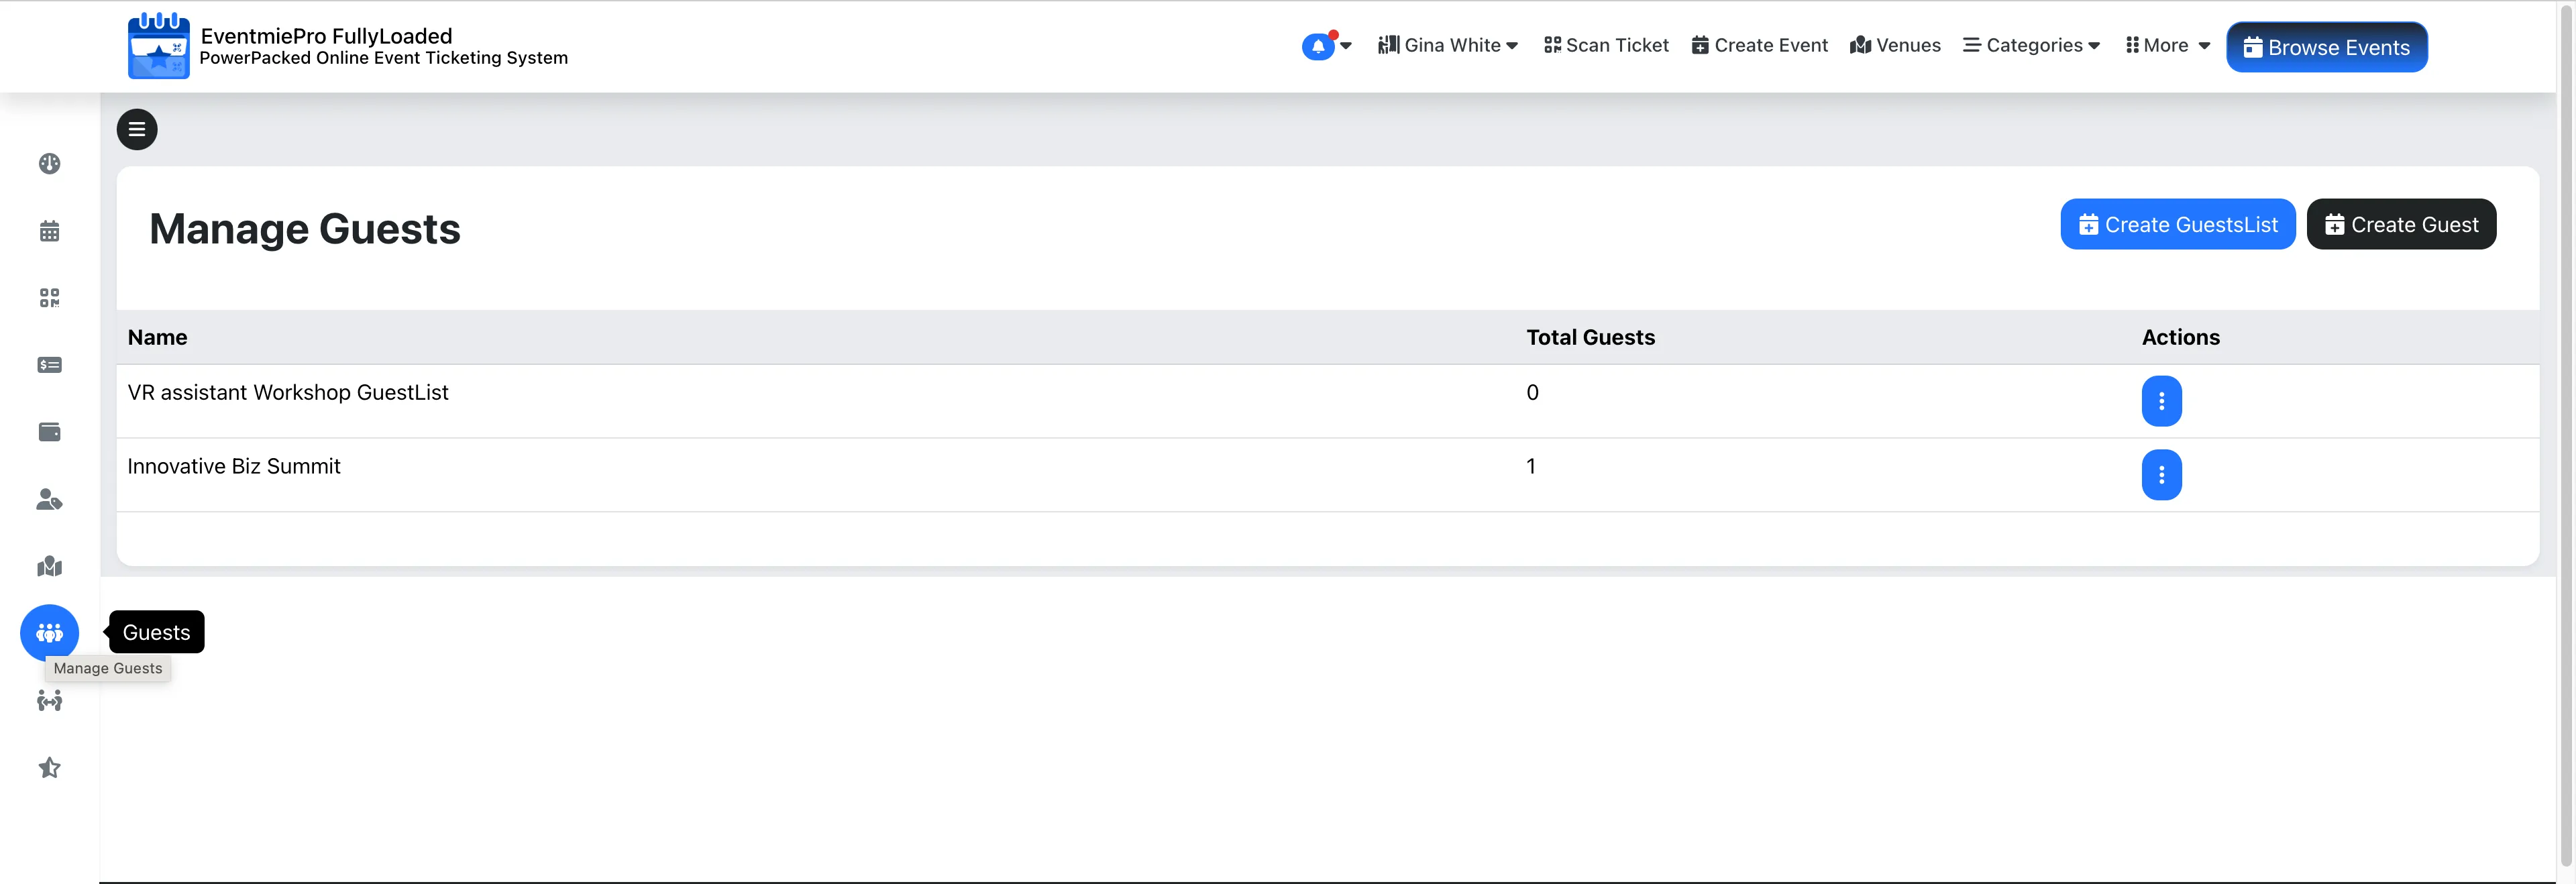 EventmiePro FullyLoaded
PowerPacked Online Event Ticketing System
Gina White
Scan Ticket
Create Event
Venues
Categories
More
Browse Events
Manage Guests
Create GuestsList
Create Guest
Name Total Guests Actions
VR assistant Workshop GuestList 0
Innovative Biz Summit 1
Guests
Manage Guests